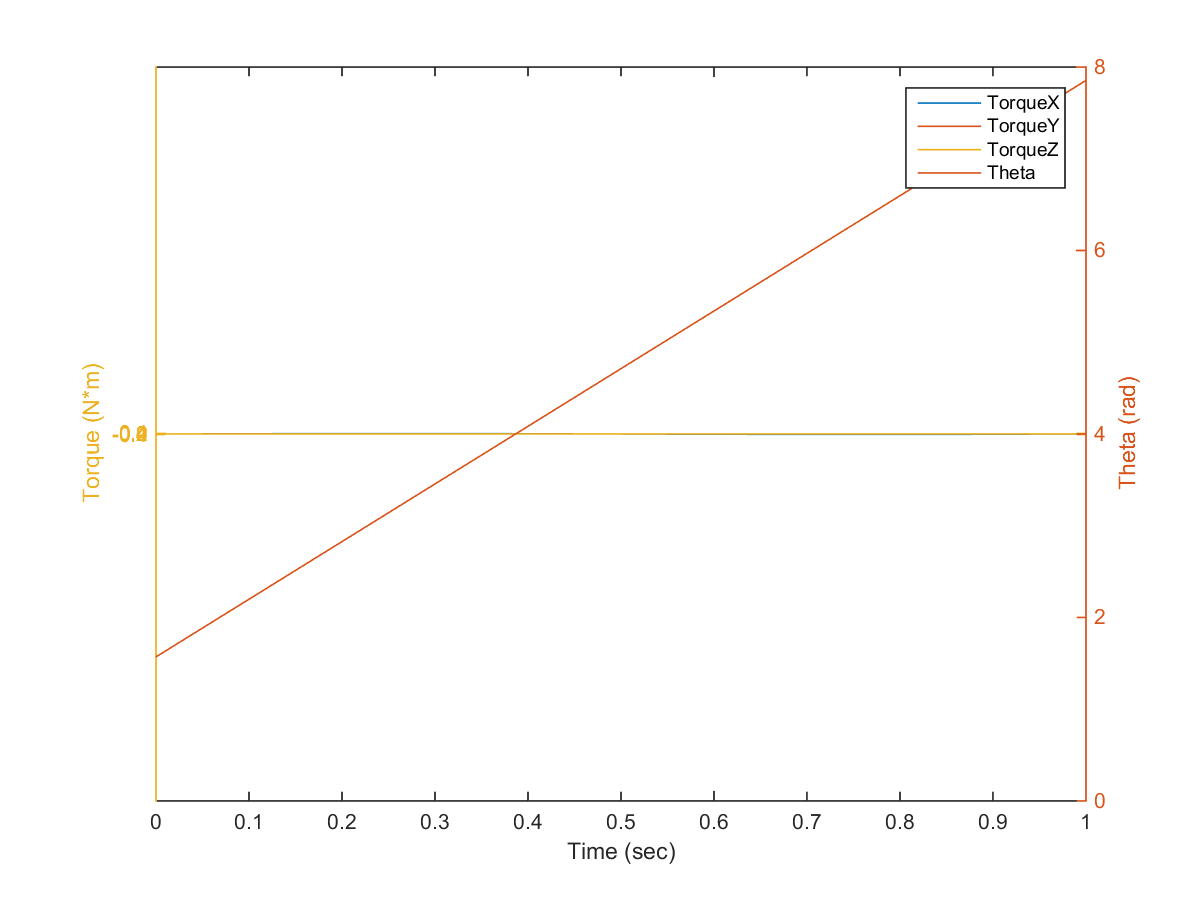 8
TorqueX
TorqueY
TorqueZ
Theta
6
Torque (N*m)
4
Theta (rad)
2
0
0 0.1 0.2 0.3 0.4 0.5 0.6 0.7 0.8 0.9 1
Time (sec)